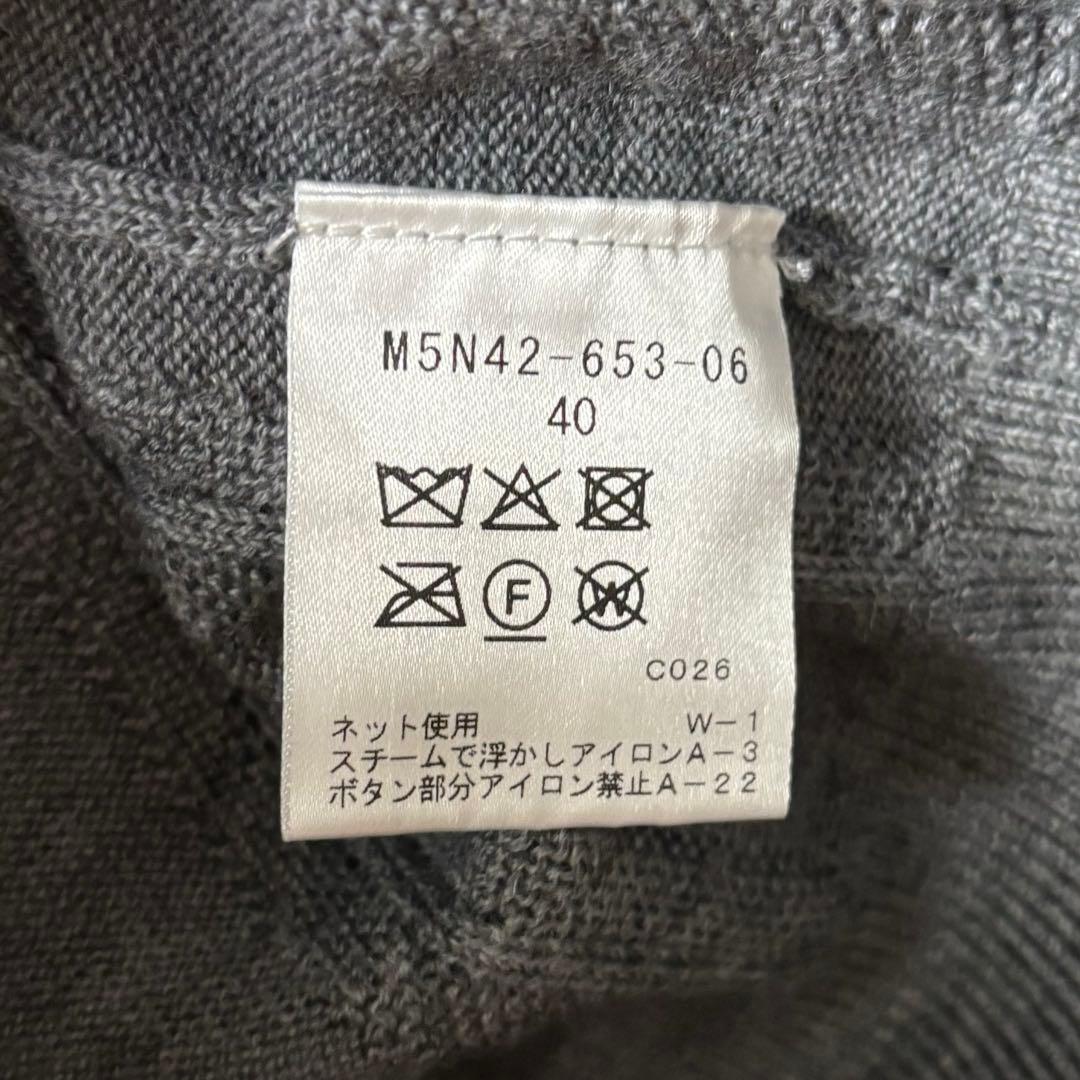 M5N42-653-06
40
F
W
C026
ネット使用 W-1
スチームで浮かしアイロンA-3
ボタン部分アイロン禁止A-22